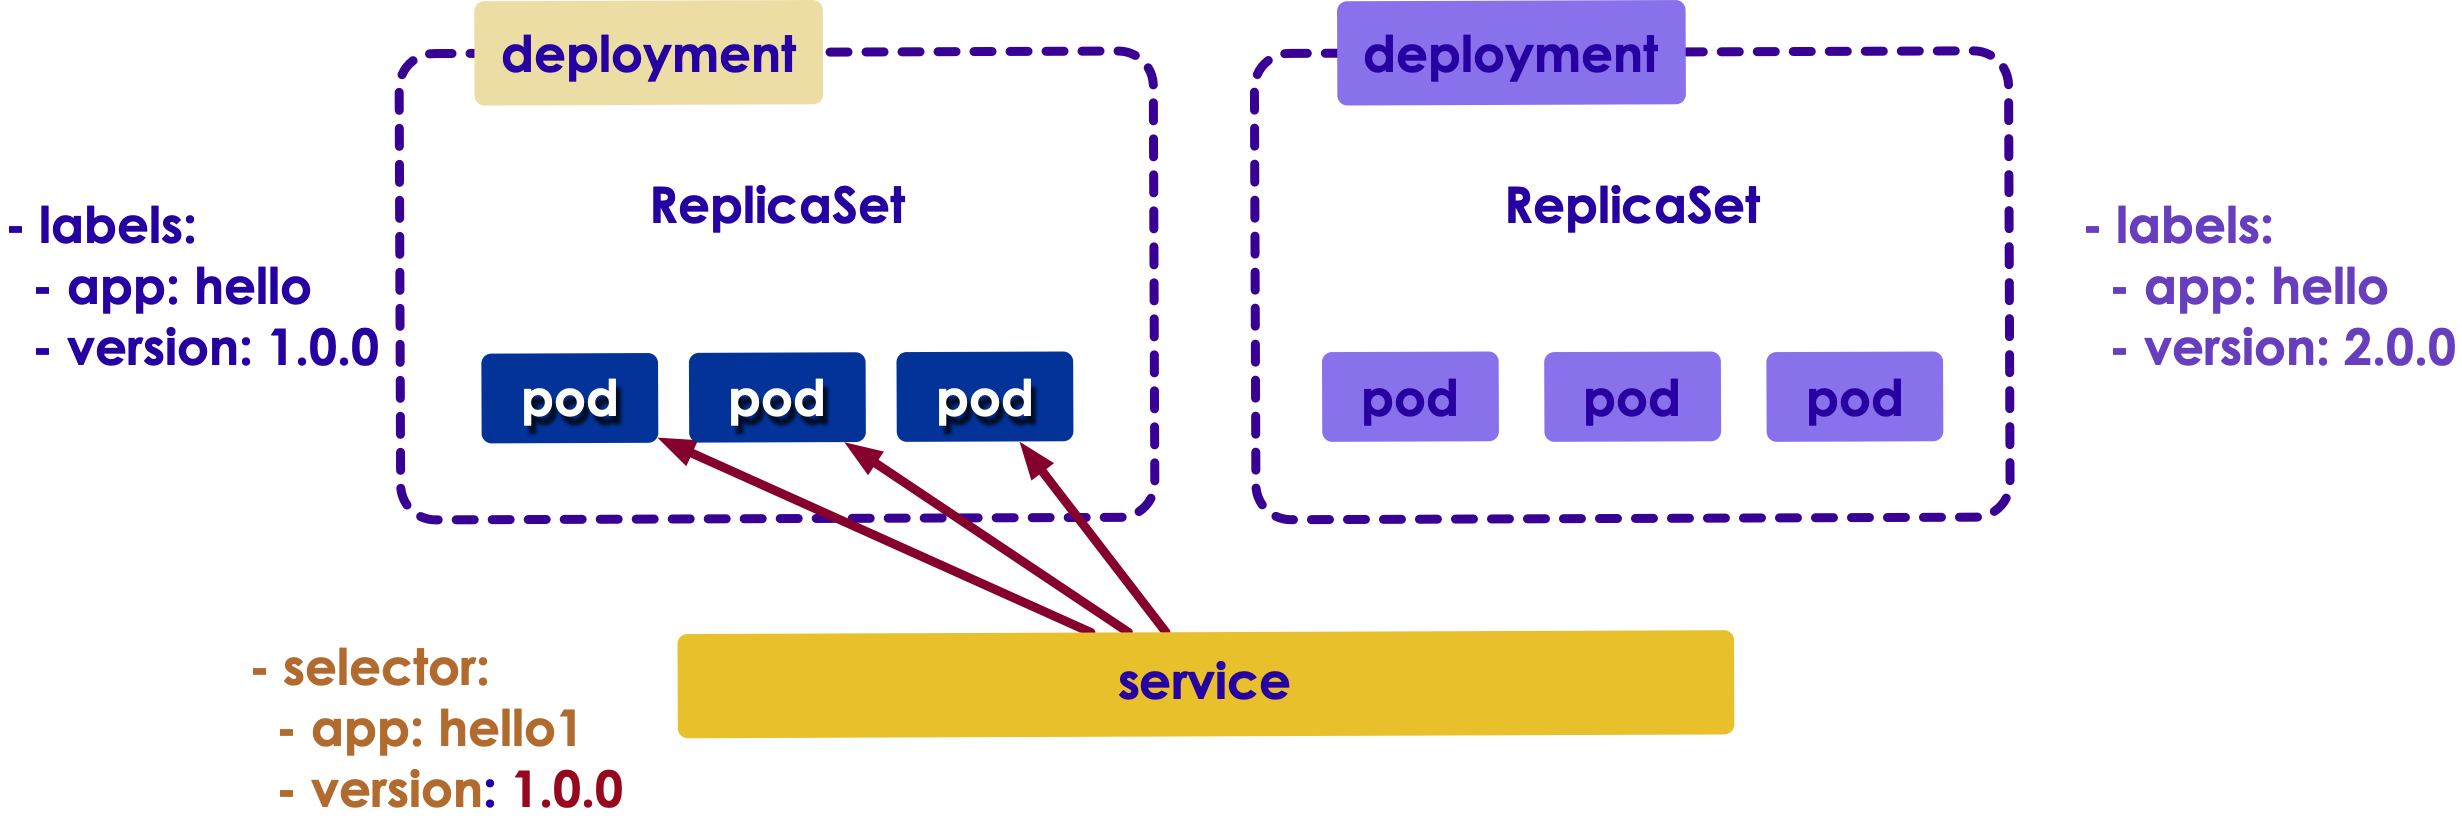 deployment
deployment
ReplicaSet
ReplicaSet
- labels:
- app: hello
- version: 1.0.0
- labels:
- app: hello
- version: 2.0.0
pod
pod
pod
pod
pod
pod
service
- selector:
- app: hello1
- version: 1.0.0